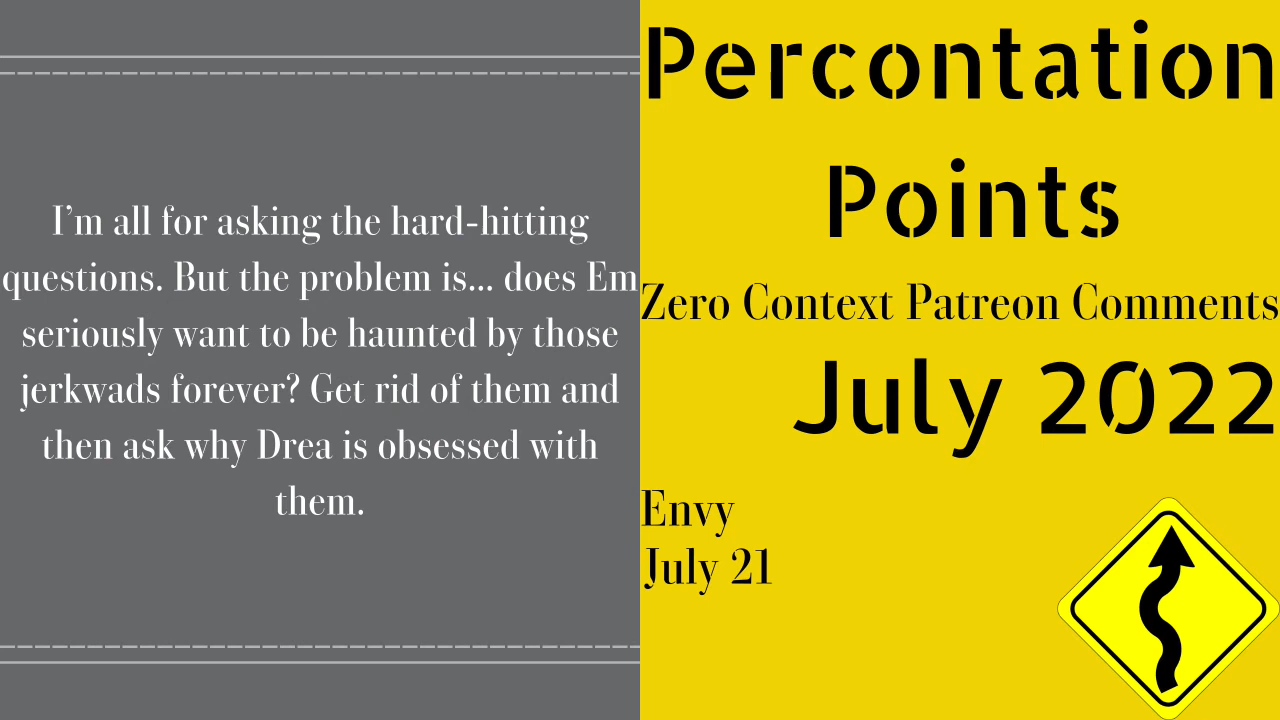 I’m all for asking the hard-hitting
questions. But the problem is... does Em
seriously want to be haunted by those
jerkwads forever? Get rid of them and
then ask why Drea is obsessed with
them.
Percontation
Points
Zero Context Patreon Comments
July 2022
Envy
July 21